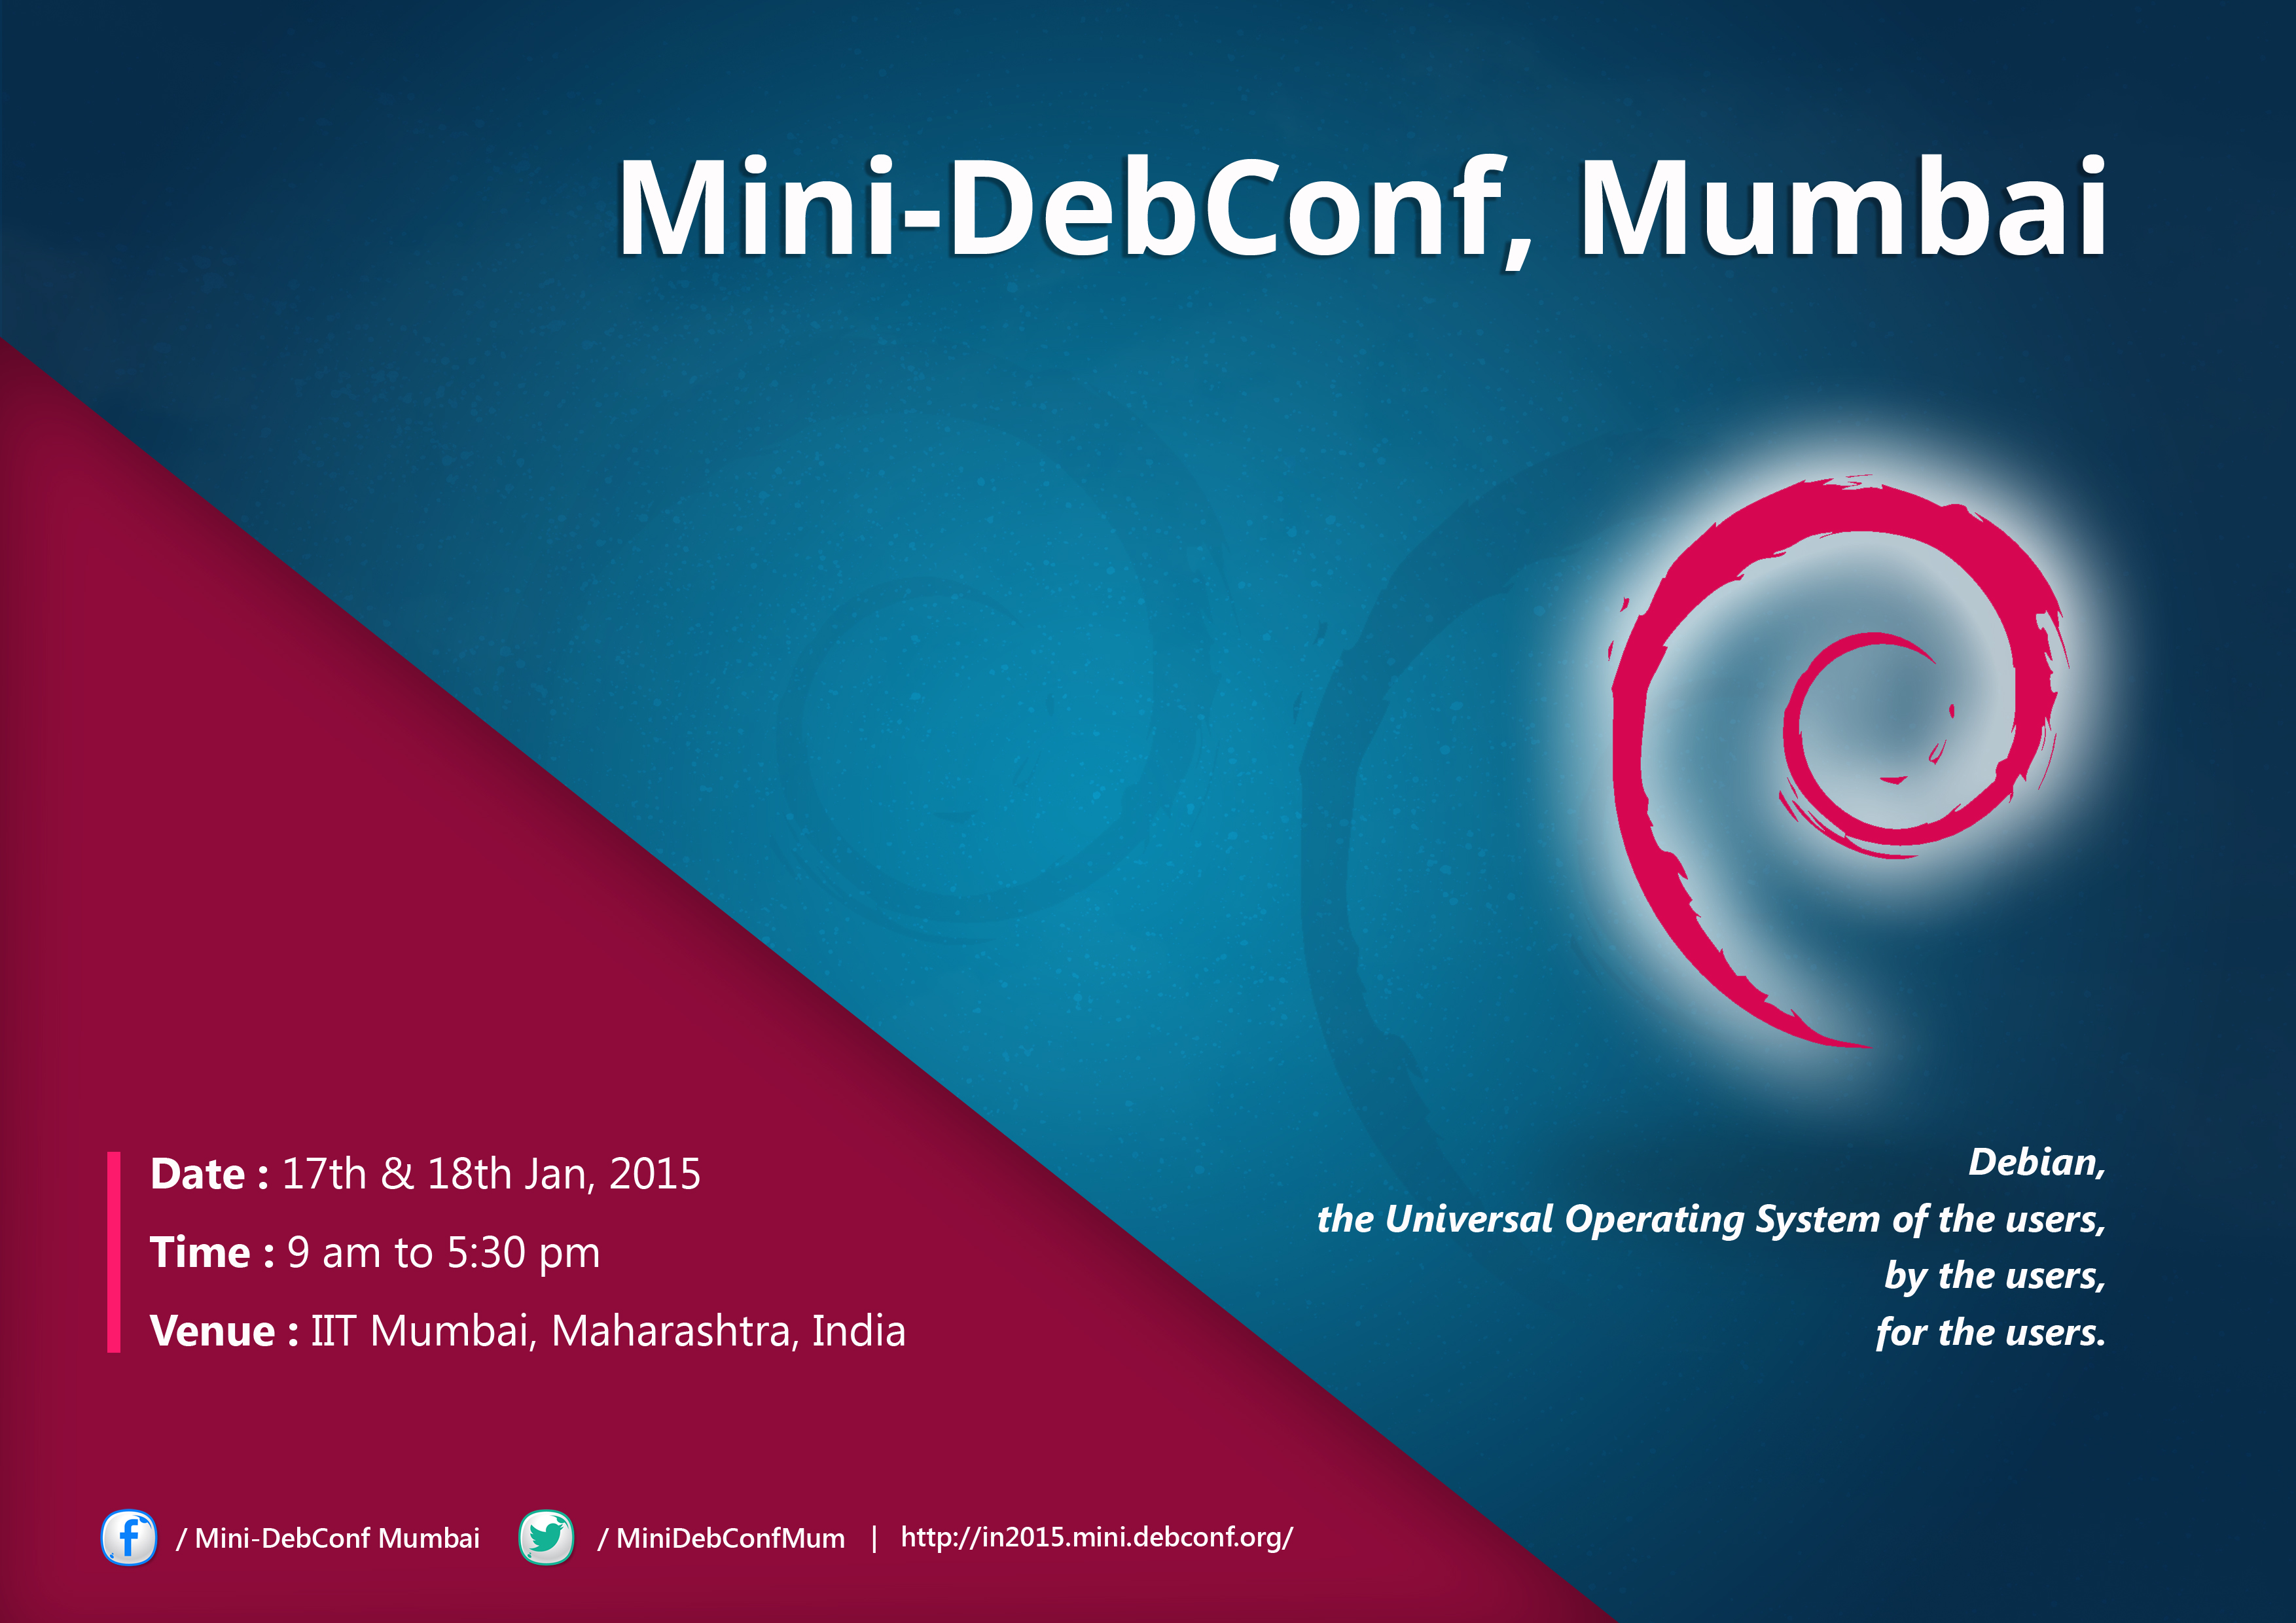 Mini-DebConf, Mumbai
Date : 17th & 18th Jan, 2015
Time : 9 am to 5:30 pm
Venue : IIT Mumbai, Maharashtra, India
Debian,
the Universal Operating System of the users,
by the users,
for the users.
/ Mini-DebConf Mumbai / MiniDebConfMum | http://in2015.mini.debconf.org/